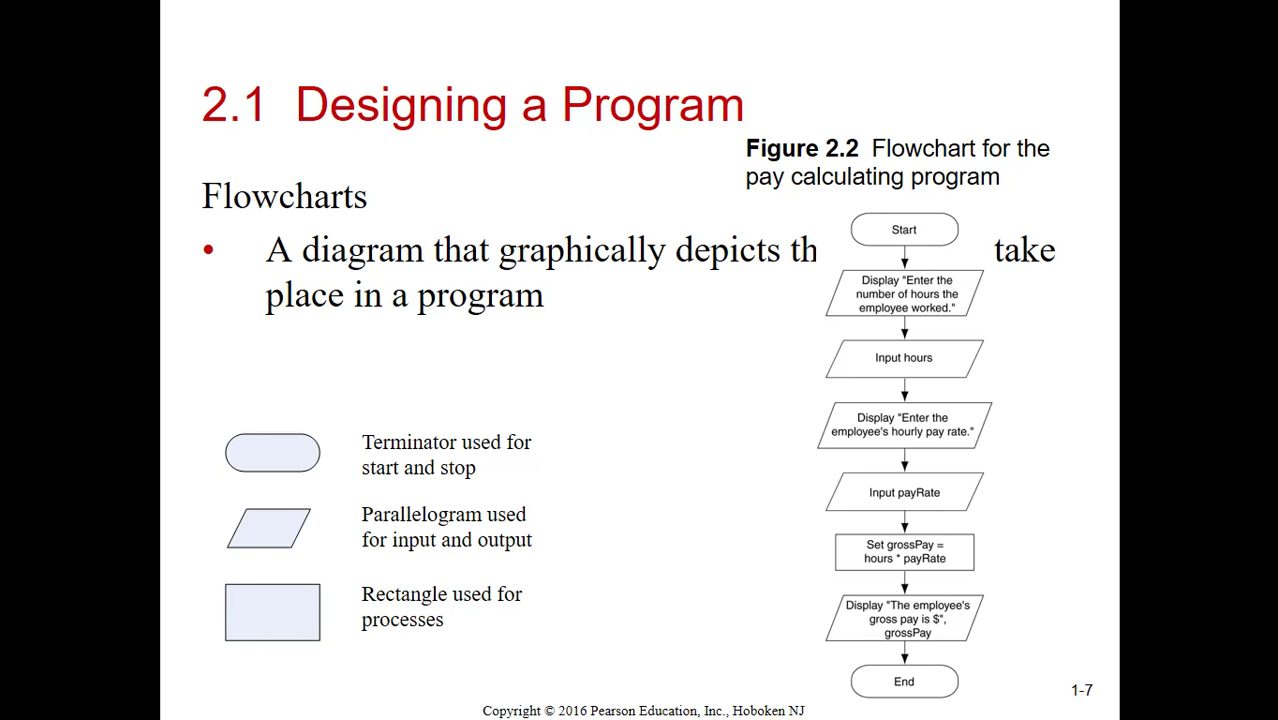 2.1 Designing a Program
Figure 2.2 Flowchart for the
pay calculating program
Flowcharts
• A diagram that graphically depicts th take
place in a program
Terminator used for
start and stop
Parallelogram used
for input and output
Rectangle used for
processes
Start
Display "Enter the
number of hours the
employee worked."
Input hours
Display "Enter the
employee's hourly pay rate."
Input payRate
Set grossPay =
hours * payRate
Display "The employee's
gross pay is $",
grossPay
End
1-7
Copyright © 2016 Pearson Education, Inc., Hoboken NJ